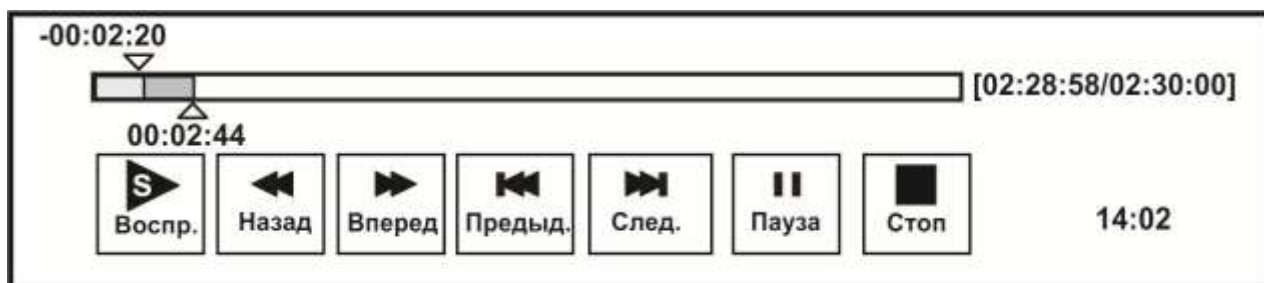 -00:02:20
[02:28:58/02:30:00]
00:02:44
S
Воспр.
Назад
Вперед
Предыд.
След.
Пауза
Стоп
14:02